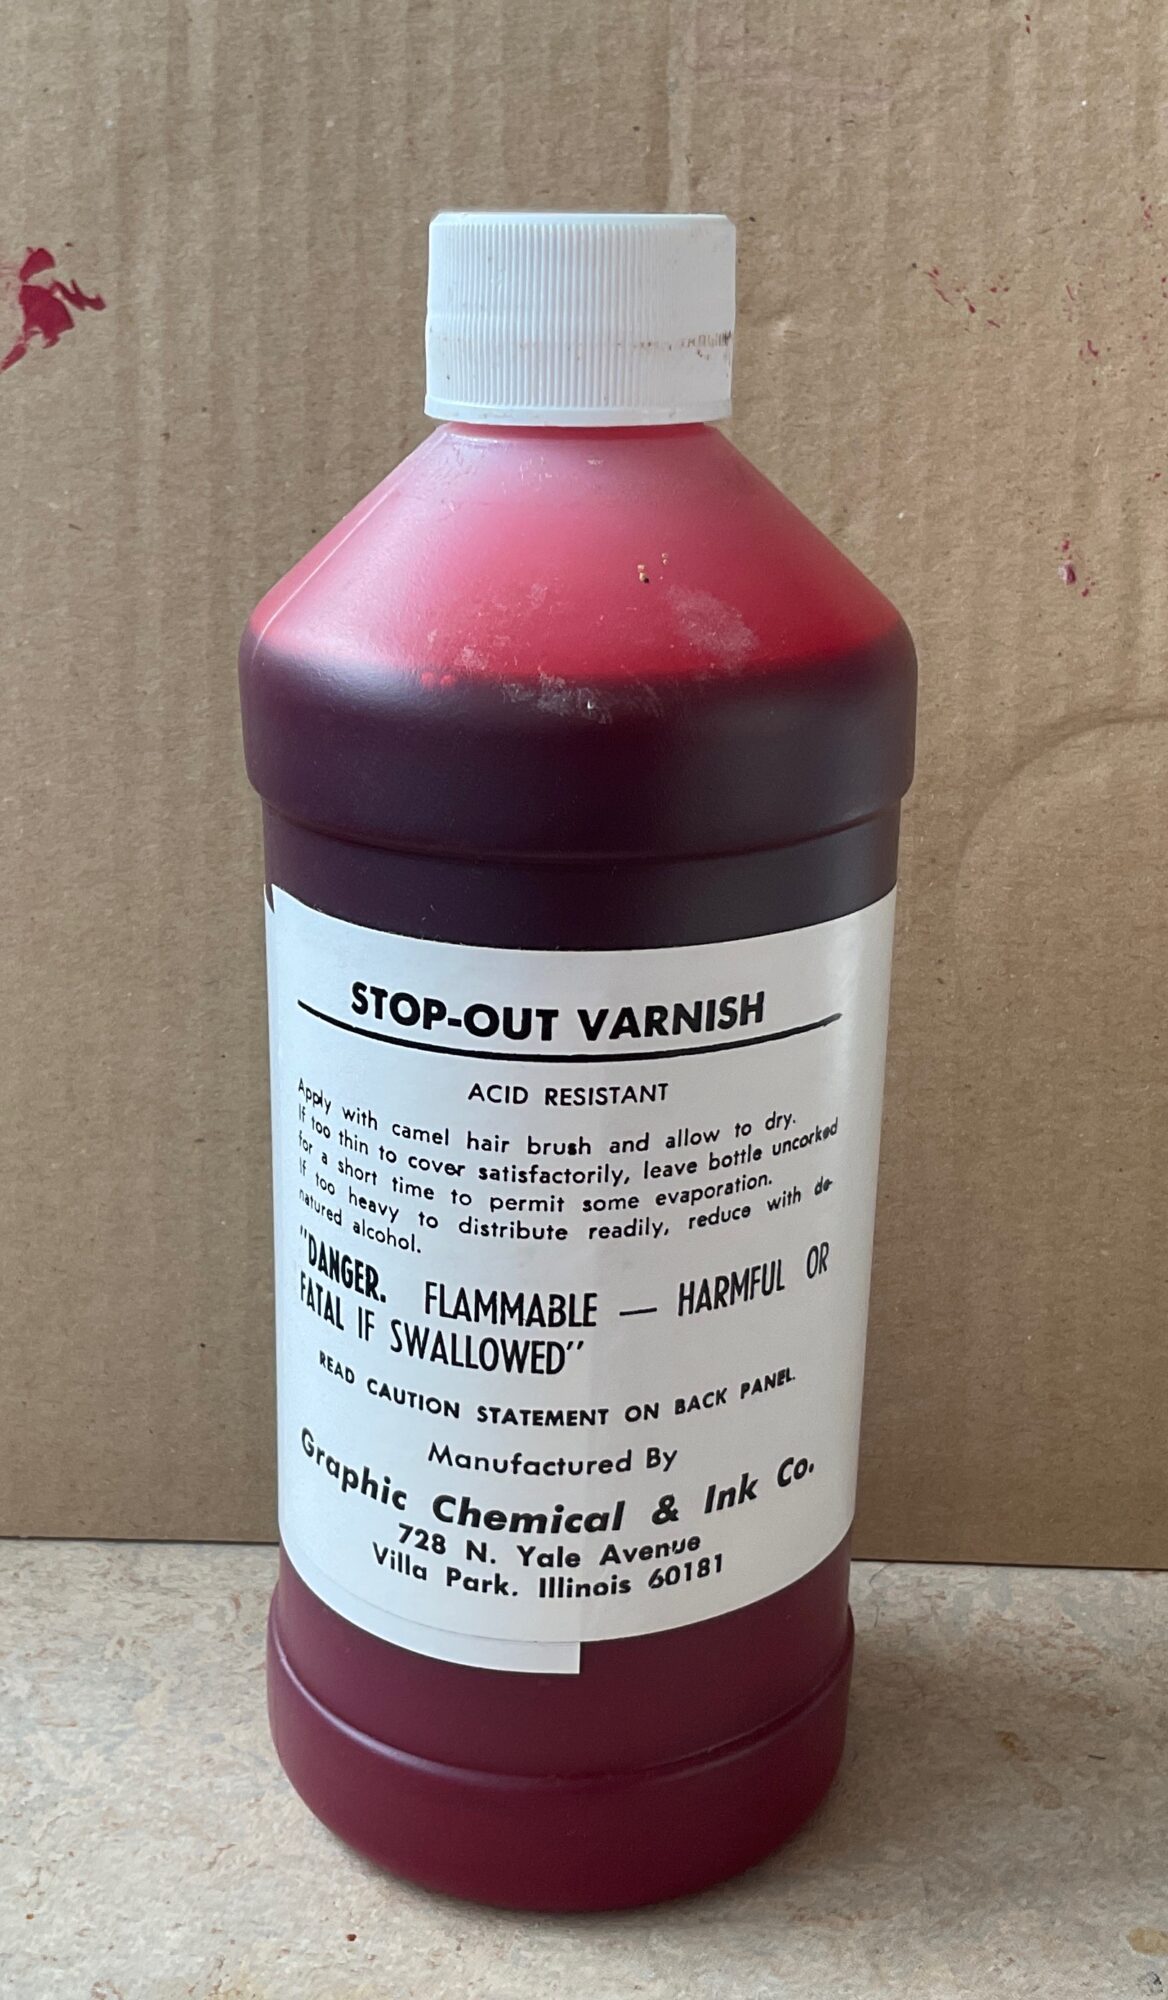 STOP-OUT VARNISH
ACID RESISTANT
Apply with camel hair brush and allow to dry.
If too thin to cover satisfactorily, leave bottle uncorked
for a short time to permit some evaporation.
If too heavy to distribute readily, reduce with de-
natured alcohol.
"DANGER. FLAMMABLE — HARMFUL OR
FATAL IF SWALLOWED"
READ CAUTION STATEMENT ON BACK PANEL.
Manufactured By
Graphic Chemical & Ink Co.
728 N. Yale Avenue
Villa Park. Illinois 60181